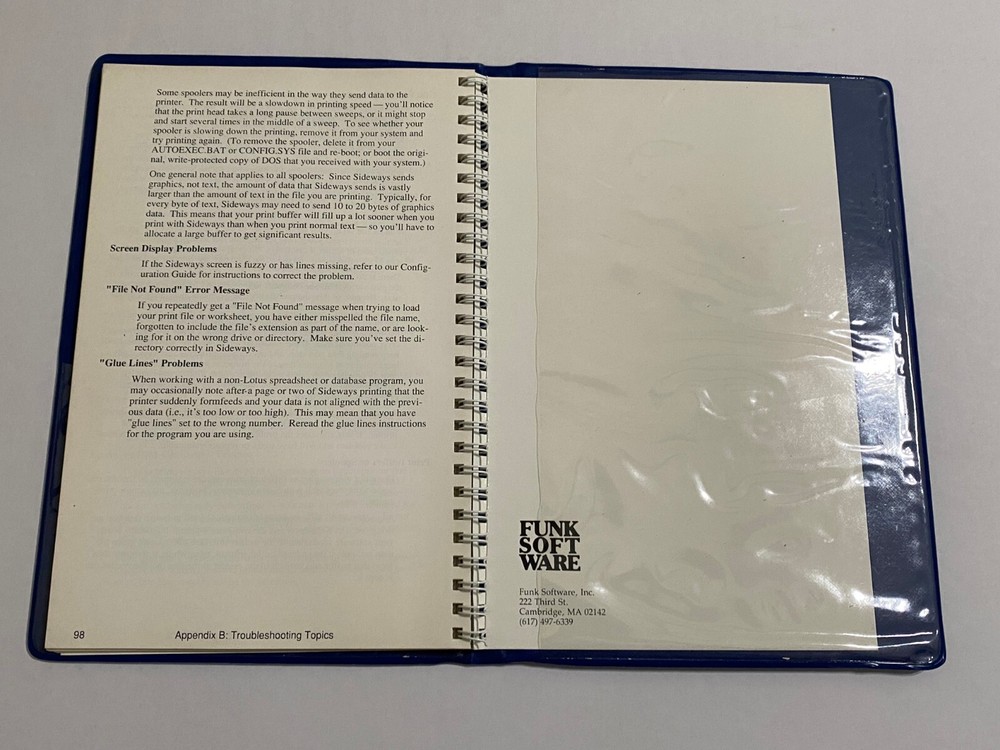 Some spoolers may be inefficient in the way they send data to the
printer. The result will be a slowdown in printing speed — you'll notice
that the print head takes a long pause between sweeps, or it might stop
and start several times in the middle of a sweep. To see whether your
spooler is slowing down the printing, remove it from your system and
try printing again. (To remove the spooler, delete it from your
AUTOEXEC.BAT or CONFIG.SYS file and re-boot; or boot the origi-
nal, write-protected copy of DOS that you received with your system.)
One general note that applies to all spoolers: Since Sideways sends
graphics, not text, the amount of data that Sideways sends is vastly
larger than the amount of text in the file you are printing. Typically, for
every byte of text, Sideways may need to send 10 to 20 bytes of graphics
data. This means that your print buffer will fill up a lot sooner when you
print with Sideways than when you print normal text — so you'll have to
allocate a large buffer to get significant results.
Screen Display Problems
If the Sideways screen is fuzzy or has lines missing, refer to our Config-
uration Guide for instructions to correct the problem.
"File Not Found" Error Message
If you repeatedly get a "File Not Found" message when trying to load
your print file or worksheet, you have either misspelled the file name,
forgotten to include the file's extension as part of the name, or are look-
ing for it on the wrong drive or directory. Make sure you've set the di-
rectory correctly in Sideways.
"Glue Lines" Problems
When working with a non-Lotus spreadsheet or database program, you
may occasionally note after a page or two of Sideways printing that the
printer suddenly formfeeds and your data is not aligned with the previ-
ous data (i.e., it's too low or too high). This may mean that you have
"glue lines" set to the wrong number. Reread the glue lines instructions
for the program you are using.
98 Appendix B: Troubleshooting Topics
FUNK
SOFT
WARE
Funk Software, Inc.
222 Third St.
Cambridge, MA 02142
(617) 497-6339